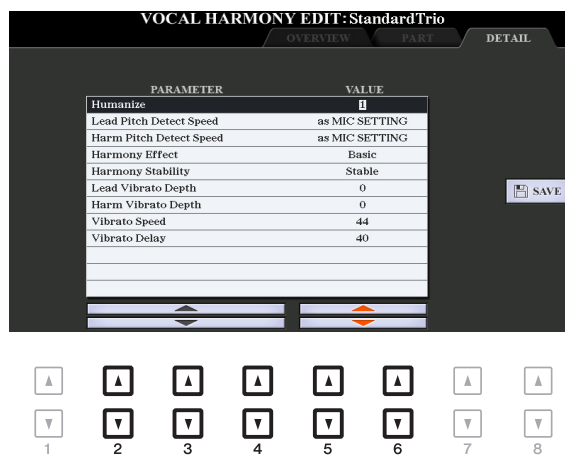 VOCAL HARMONY EDIT: StandardTrio
OVERVIEW PART DETAIL
PARAMETER VALUE
Humanize 1
Lead Pitch Detect Speed as MIC SETTING
Harm Pitch Detect Speed as MIC SETTING
Harmony Effect Basic
Harmony Stability Stable
Lead Vibrato Depth 0
Harm Vibrato Depth 0
Vibrato Speed 44
Vibrato Delay 40
SAVE
1 2 3 4 5 6 7 8